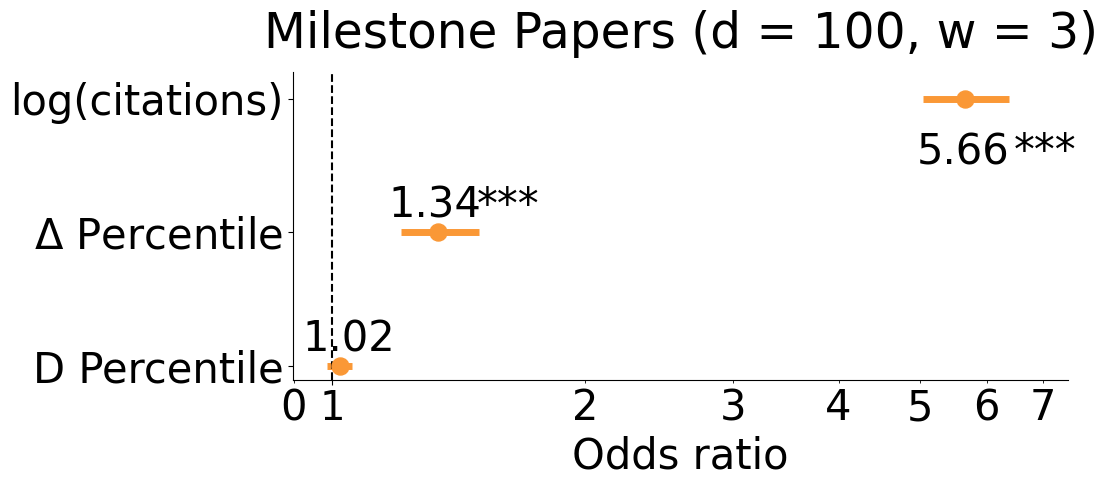 Milestone Papers (d = 100, w = 3)
log(citations)
5.66 ***
1.34***
Δ Percentile
1.02
D Percentile
0 1 2 3 4 5 6 7
Odds ratio